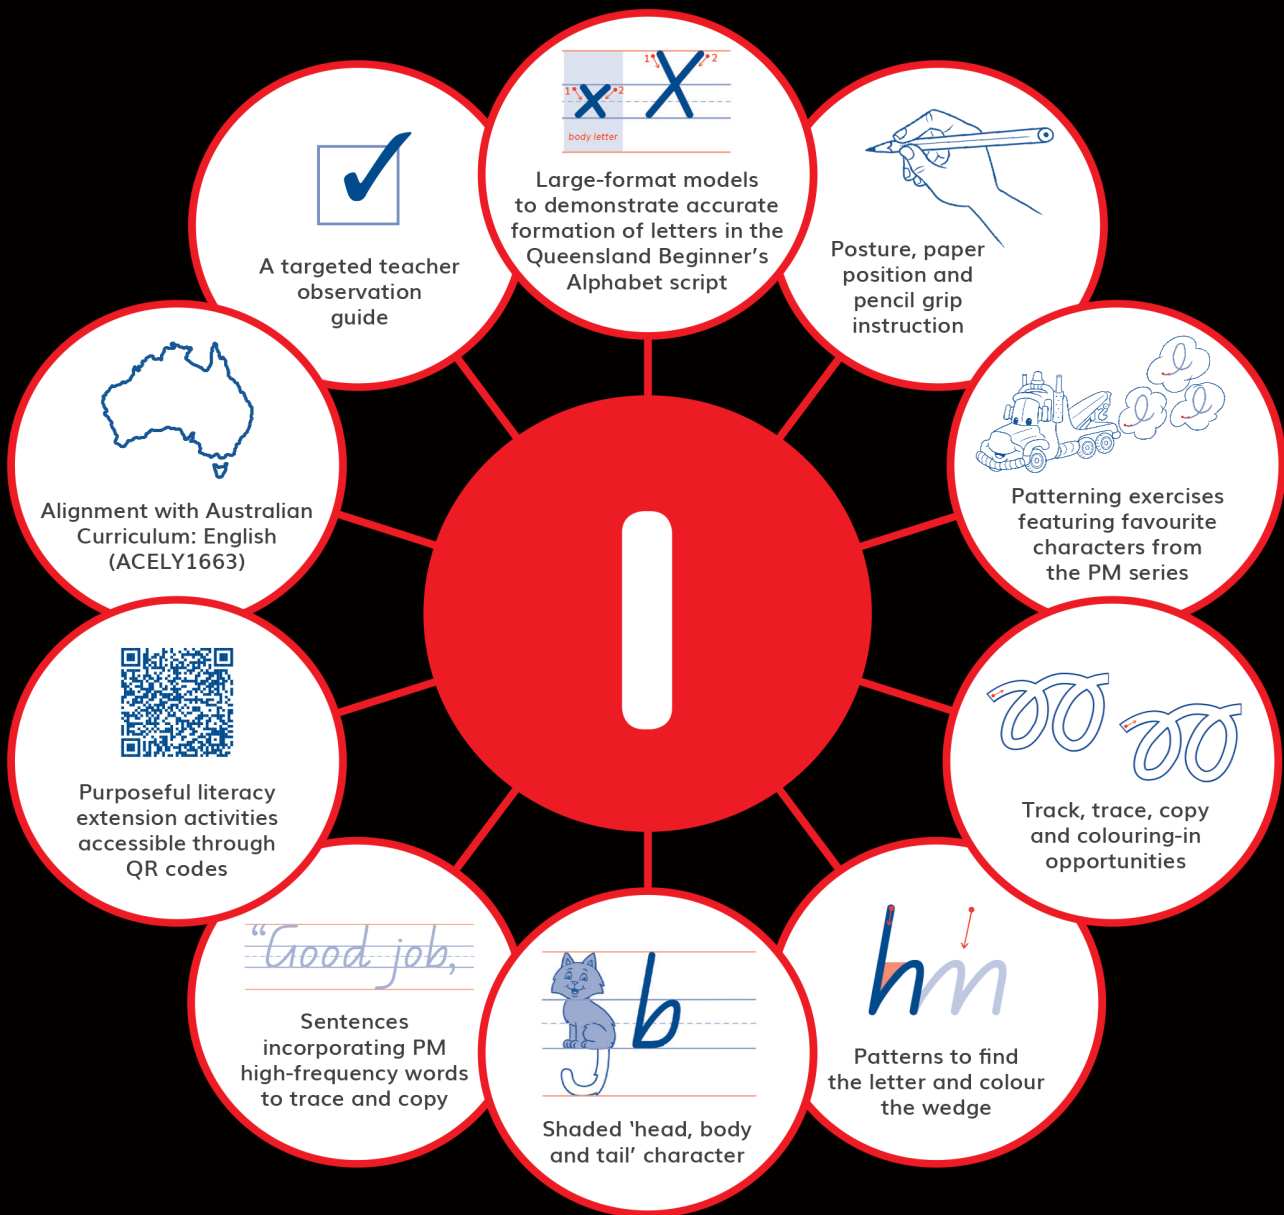 1 2
1 2
body letter
Large-format models
to demonstrate accurate
formation of letters in the
Queensland Beginner’s
Alphabet script
Posture, paper
position and
pencil grip
instruction
Patterning exercises
featuring favourite
characters from
the PM series
Track, trace, copy
and colouring-in
opportunities
hm
Patterns to find
the letter and colour
the wedge
b
Shaded ‘head, body
and tail’ character
“Good job,
Sentences
incorporating PM
high-frequency words
to trace and copy
Purposeful literacy
extension activities
accessible through
QR codes
Alignment with Australian
Curriculum: English
(ACELY1663)
A targeted teacher
observation
guide
x X
1